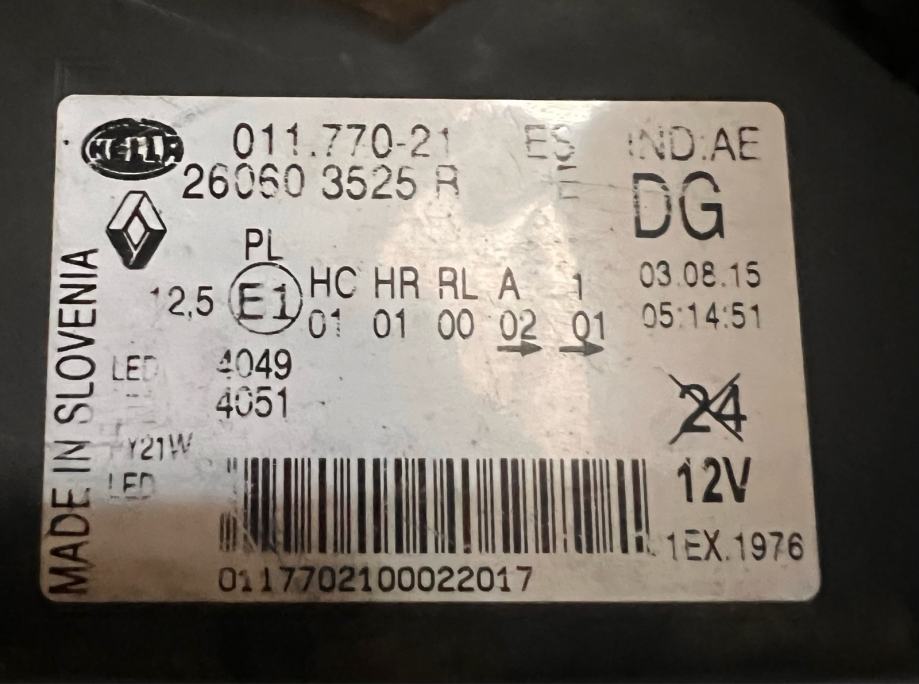 HELLA 011.770-21 ES IND:AE
26060 3525 R E DG
PL
12,5 E1 HC HR RL A 1 03.08.15
01 01 00 02 01 05:14:51
LED 4049
4051 24
Y21W
LED 12V
1EX.1976
0117702100022017
MADE IN SLOVENIA